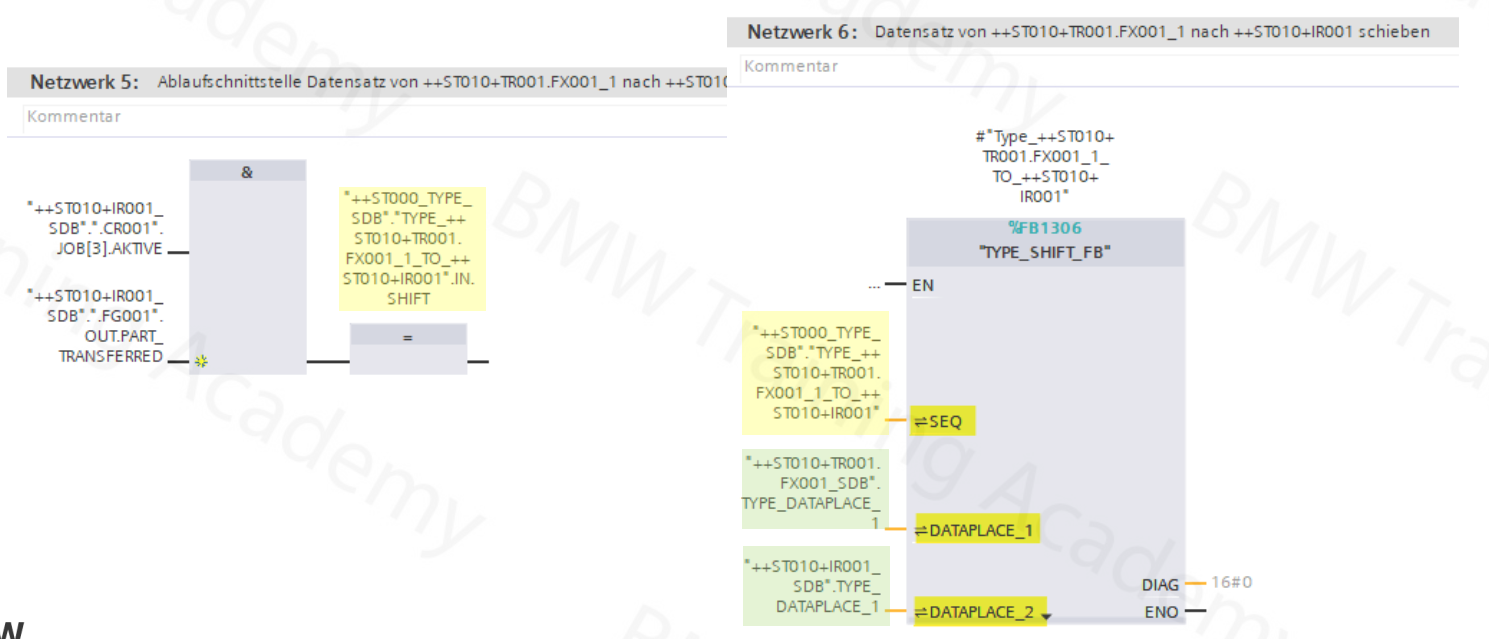 Netzwerk 5: Ablaufschnittstelle Datensatz von ++ST010+TR001.FX001_1 nach ++ST010
Kommentar
&
"++ST010+IR001_
SDB".".CR001".
JOB[3].AKTIVE
"++ST010+IR001_
SDB".".FG001".
OUT.PART_
TRANSFERRED
"++ST000_TYPE_
SDB"."TYPE_++
ST010+TR001.
FX001_1_TO_++
ST010+IR001".IN.
SHIFT
=
Netzwerk 6: Datensatz von ++ST010+TR001.FX001_1 nach ++ST010+IR001 schieben
Kommentar
#"Type_++ST010+
TR001.FX001_1_
TO_++ST010+
IR001"
%FB1306
"TYPE_SHIFT_FB"
... EN
"++ST000_TYPE_
SDB"."TYPE_++
ST010+TR001.
FX001_1_TO_++
ST010+IR001"
⇌SEQ
"++ST010+TR001.
FX001_SDB".
TYPE_DATAPLACE_
1
⇌DATAPLACE_1
"++ST010+IR001_
SDB".TYPE_
DATAPLACE_1
⇌DATAPLACE_2
DIAG 16#0
ENO
W
BMW Training Academy